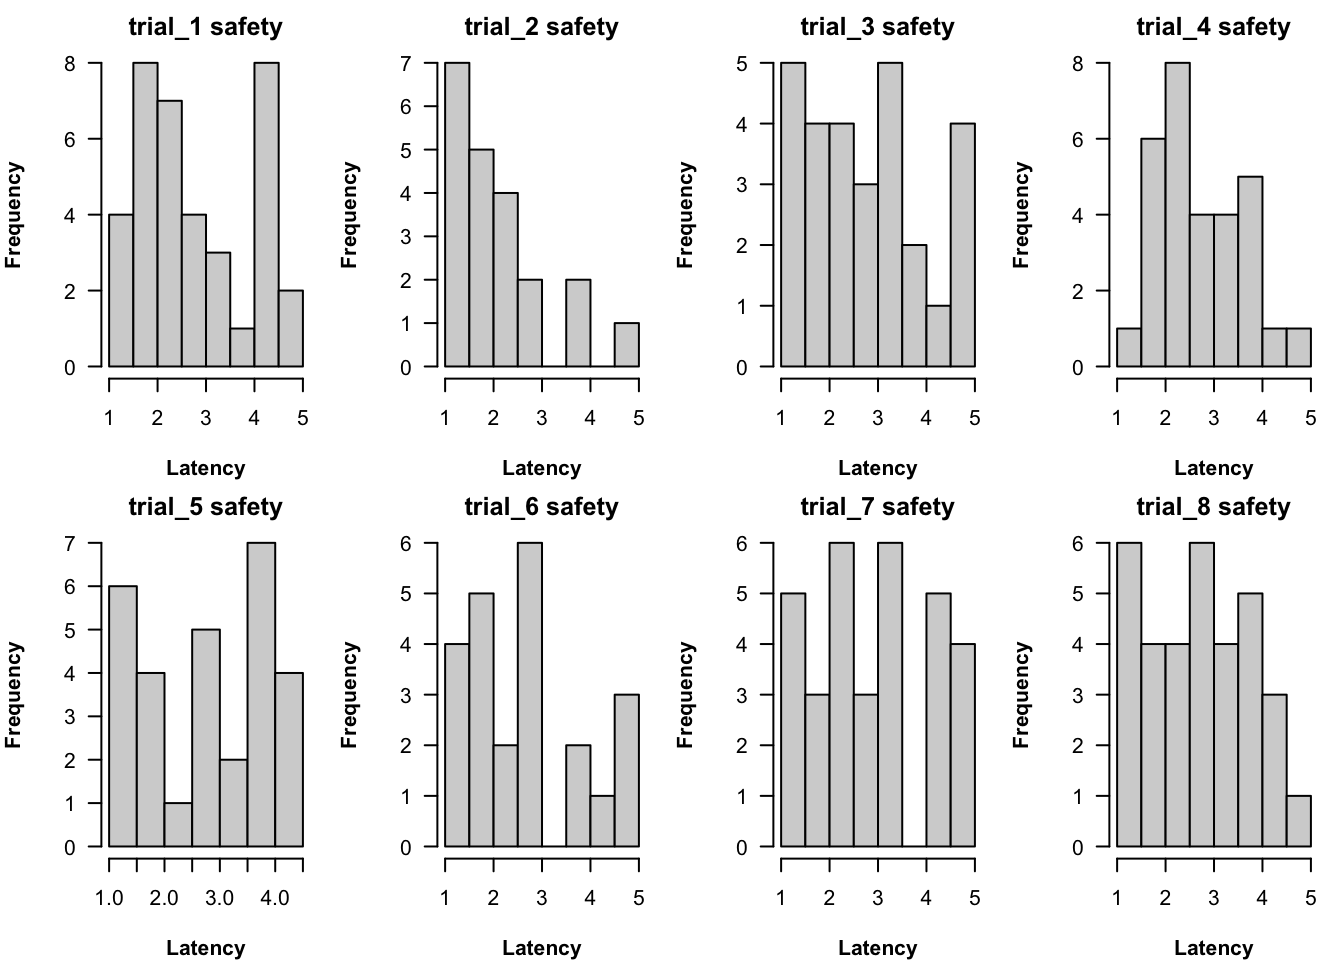 trial_1 safety
Frequency
0
2
4
6
8
1 2 3 4 5
Latency
trial_2 safety
Frequency
0
1
2
3
4
5
6
7
1 2 3 4 5
Latency
trial_3 safety
Frequency
0
1
2
3
4
5
1 2 3 4 5
Latency
trial_4 safety
Frequency
0
2
4
6
8
1 2 3 4 5
Latency
trial_5 safety
Frequency
0
1
2
3
4
5
6
7
1.0 2.0 3.0 4.0
Latency
trial_6 safety
Frequency
0
1
2
3
4
5
6
1 2 3 4 5
Latency
trial_7 safety
Frequency
0
1
2
3
4
5
6
1 2 3 4 5
Latency
trial_8 safety
Frequency
0
1
2
3
4
5
6
1 2 3 4 5
Latency